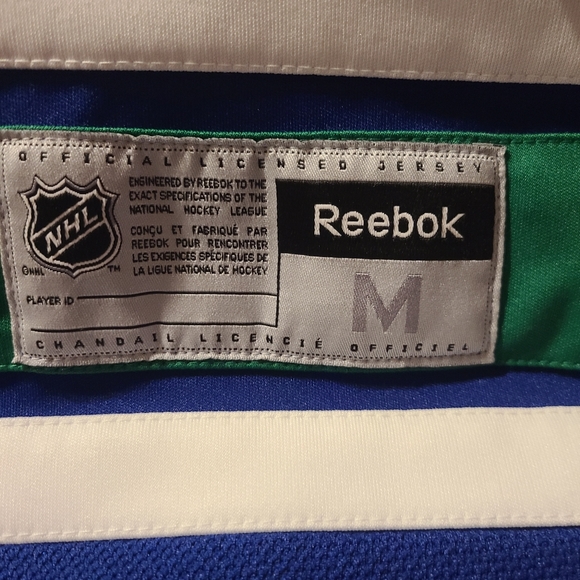 OFFICIAL LICENSED JERSEY
NHL
©NHL
™
ENGINEERED BY REEBOK TO THE
EXACT SPECIFICATIONS OF THE
NATIONAL HOCKEY LEAGUE
CONÇU ET FABRIQUÉ PAR
REEBOK POUR RENCONTRER
LES EXIGENCES SPÉCIFIQUES DE
LA LIGUE NATIONAL DE HOCKEY
PLAYER ID
Reebok
M
CHANDAIL LICENCIÉ OFFICIEL